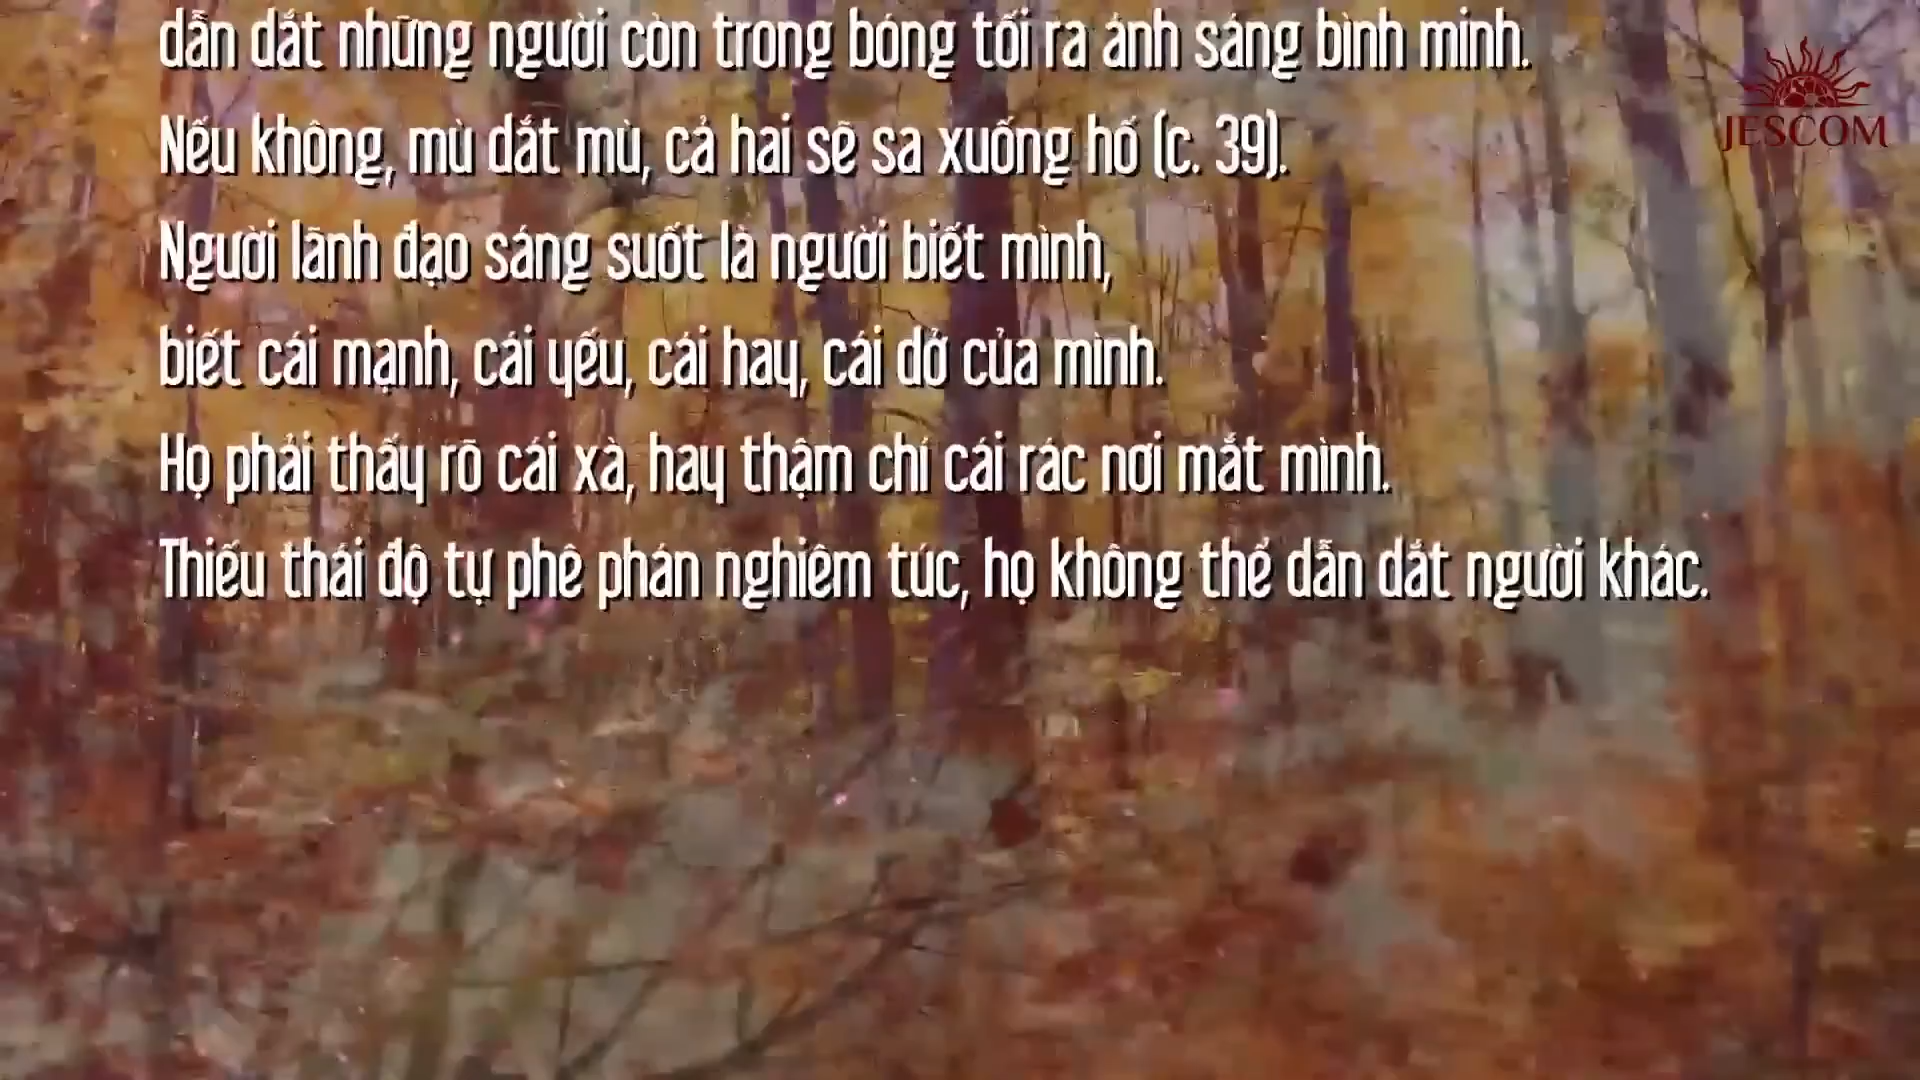 dẫn dắt những người còn trong bóng tối ra ánh sáng bình minh.
JESCOM
Nếu không, mù dắt mù, cả hai sẽ sa xuống hố (c. 39).
Người lãnh đạo sáng suốt là người biết mình,
biết cái mạnh, cái yếu, cái hay, cái dở của mình.
Họ phải thấy rõ cái xà, hay thậm chí cái rác nơi mắt mình.
Thiếu thái độ tự phê phán nghiêm túc, họ không thể dẫn dắt người khác.